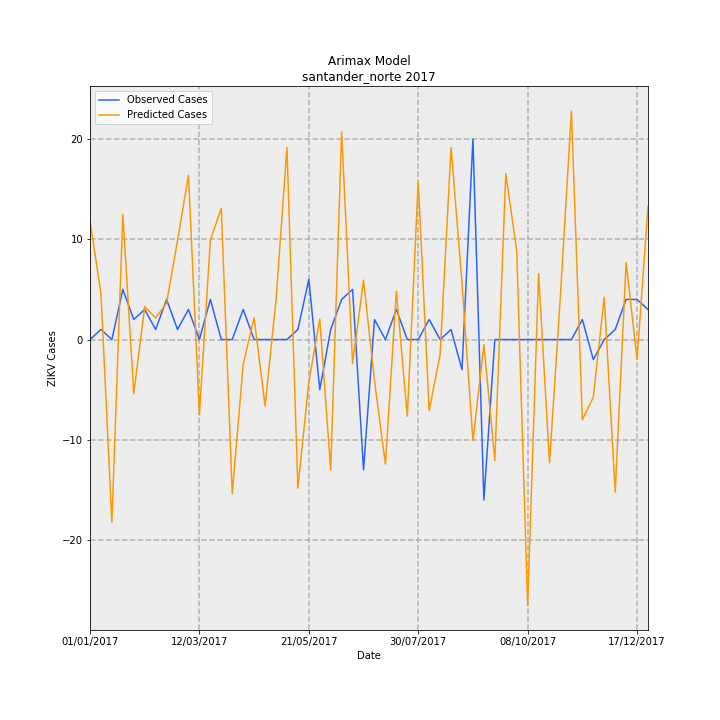 Arimax Model
santander_norte 2017
Observed Cases
Predicted Cases
20
10
0
−10
−20
ZIKV Cases
01/01/2017
12/03/2017
21/05/2017
30/07/2017
08/10/2017
17/12/2017
Date